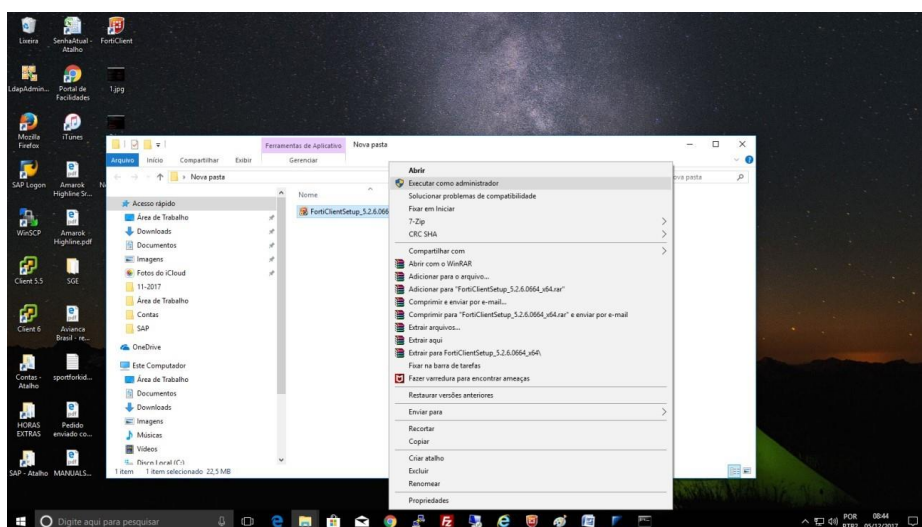 Lixeira
SenhaAtual - Atalho
FortiClient
LdapAdmin...
Portal de Facilidades
1.jpg
Mozilla Firefox
iTunes
SAP Logon
Amarok Highline Sr...
WinSCP
Amarok Highline.pdf
Client 5.5
SGE
Client 6
Avianca Brasil - re...
Contas - Atalho
sportforkid...
HORAS EXTRAS
Pedido enviado co...
SAP - Atalho
MANUALS...
Ferramentas de Aplicativo
Nova pasta
Arquivo
Início
Compartilhar
Exibir
Gerenciar
Nova pasta
Nome
FortiClientSetup_5.2.6.066
Acesso rápido
Área de Trabalho
Downloads
Documentos
Imagens
Fotos do iCloud
11-2017
Área de Trabalho
Contas
SAP
OneDrive
Este Computador
Área de Trabalho
Documentos
Downloads
Imagens
Músicas
Vídeos
Disco Local (C:)
1 item
1 item selecionado 22,5 MB
Abrir
Executar como administrador
Solucionar problemas de compatibilidade
Fixar em Iniciar
7-Zip
CRC SHA
Compartilhar com
Abrir com o WinRAR
Adicionar para o arquivo...
Adicionar para "FortiClientSetup_5.2.6.0664_x64.rar"
Comprimir e enviar por e-mail...
Comprimir para "FortiClientSetup_5.2.6.0664_x64.rar" e enviar por e-mail
Extrair arquivos...
Extrair aqui
Extrair para FortiClientSetup_5.2.6.0664_x64\
Fixar na barra de tarefas
Fazer varredura para encontrar ameaças
Restaurar versões anteriores
Enviar para
Recortar
Copiar
Criar atalho
Excluir
Renomear
Propriedades
Digite aqui para pesquisar
POR
PTB2
08:44
05/12/2017